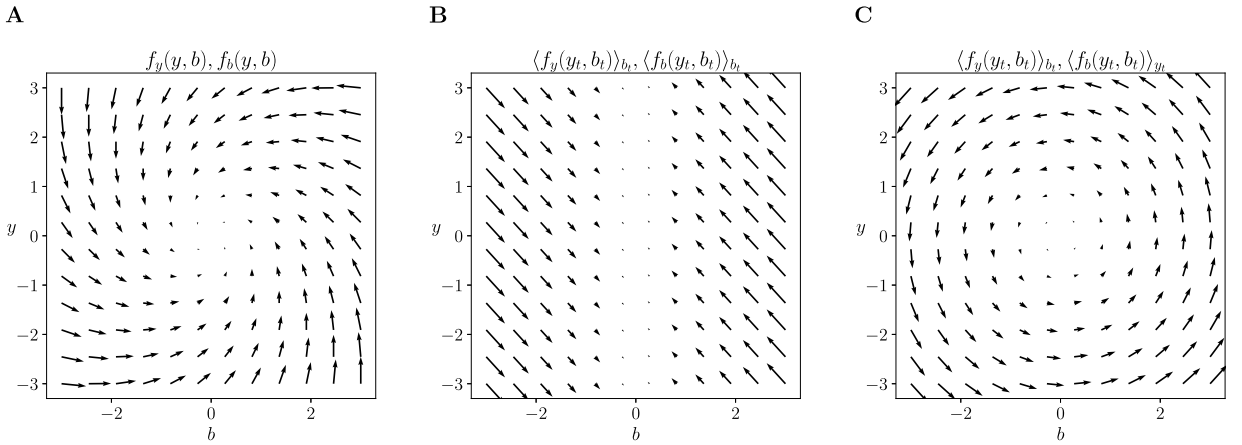 A
B
C
f_y(y, b), f_b(y, b)
⟨f_y(y_t, b_t)⟩_{b_t}, ⟨f_b(y_t, b_t)⟩_{b_t}
⟨f_y(y_t, b_t)⟩_{b_t}, ⟨f_b(y_t, b_t)⟩_{y_t}
3
2
1
y 0
−1
−2
−3
−2 0 2
b
3
2
1
y 0
−1
−2
−3
−2 0 2
b
3
2
1
y 0
−1
−2
−3
−2 0 2
b